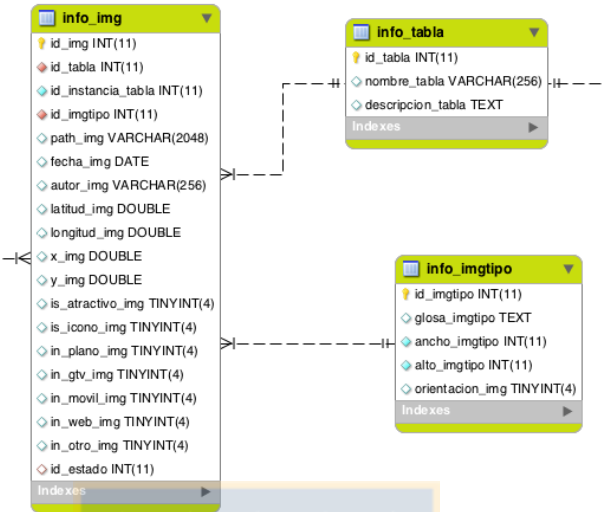 info_img
id_img INT(11)
id_tabla INT(11)
id_instancia_tabla INT(11)
id_imgtipo INT(11)
path_img VARCHAR(2048)
fecha_img DATE
autor_img VARCHAR(256)
latitud_img DOUBLE
longitud_img DOUBLE
x_img DOUBLE
y_img DOUBLE
is_atractivo_img TINYINT(4)
is_icono_img TINYINT(4)
in_plano_img TINYINT(4)
in_gtv_img TINYINT(4)
in_movil_img TINYINT(4)
in_web_img TINYINT(4)
in_otro_img TINYINT(4)
id_estado INT(11)
Indexes
info_tabla
id_tabla INT(11)
nombre_tabla VARCHAR(256)
descripcion_tabla TEXT
Indexes
info_imgtipo
id_imgtipo INT(11)
glosa_imgtipo TEXT
ancho_imgtipo INT(11)
alto_imgtipo INT(11)
orientacion_img TINYINT(4)
Indexes